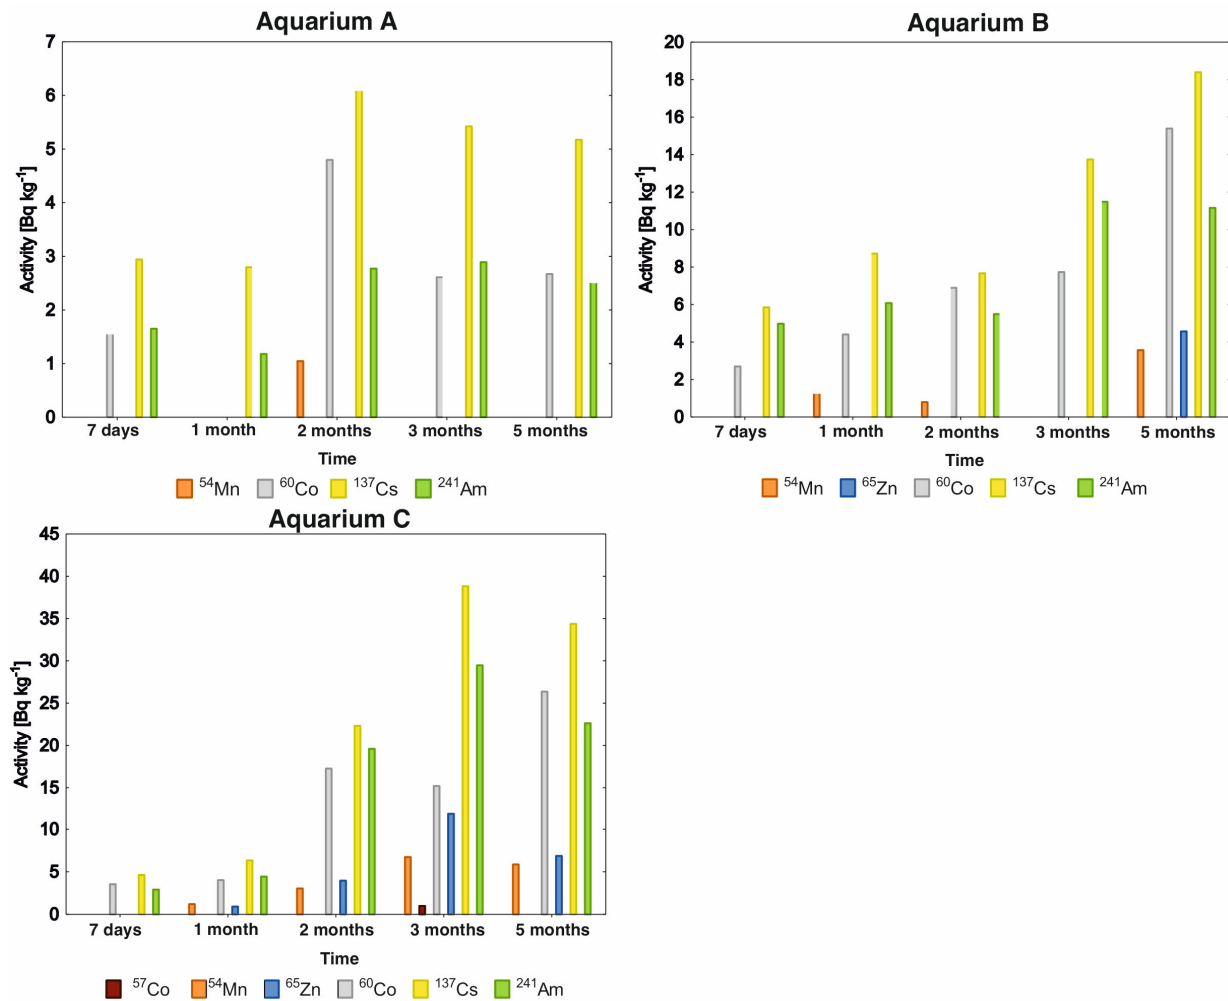 Aquarium A
7
6
5
4
3
2
1
0
Activity [Bq kg⁻¹]
7 days 1 month 2 months 3 months 5 months
Time
⁵⁴Mn ⁶⁰Co ¹³⁷Cs ²⁴¹Am
Aquarium B
20
18
16
14
12
10
8
6
4
2
0
Activity [Bq kg⁻¹]
7 days 1 month 2 months 3 months 5 months
Time
⁵⁴Mn ⁶⁵Zn ⁶⁰Co ¹³⁷Cs ²⁴¹Am
Aquarium C
45
40
35
30
25
20
15
10
5
0
Activity [Bq kg⁻¹]
7 days 1 month 2 months 3 months 5 months
Time
⁵⁷Co ⁵⁴Mn ⁶⁵Zn ⁶⁰Co ¹³⁷Cs ²⁴¹Am